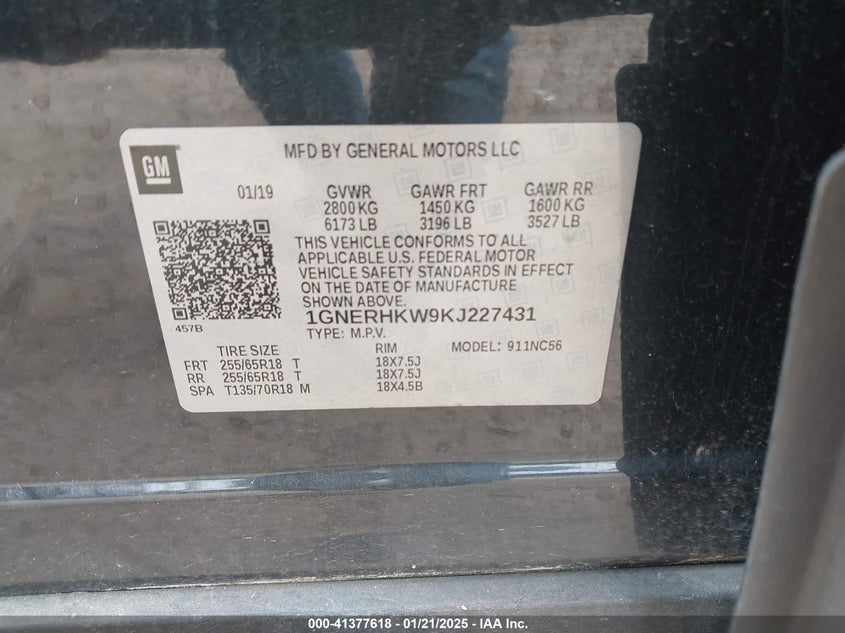 GM
MFD BY GENERAL MOTORS LLC
01/19 GVWR GAWR FRT GAWR RR
2800 KG 1450 KG 1600 KG
6173 LB 3196 LB 3527 LB
THIS VEHICLE CONFORMS TO ALL
APPLICABLE U.S. FEDERAL MOTOR
VEHICLE SAFETY STANDARDS IN EFFECT
ON THE DATE OF MANUFACTURE
SHOWN ABOVE.
457B
1GNERHKW9KJ227431
TYPE: M.P.V.
TIRE SIZE RIM MODEL: 911NC56
FRT 255/65R18 T 18X7.5J
RR 255/65R18 T 18X7.5J
SPA T135/70R18 M 18X4.5B
000-41377618 - 01/21/2025 - IAA Inc.